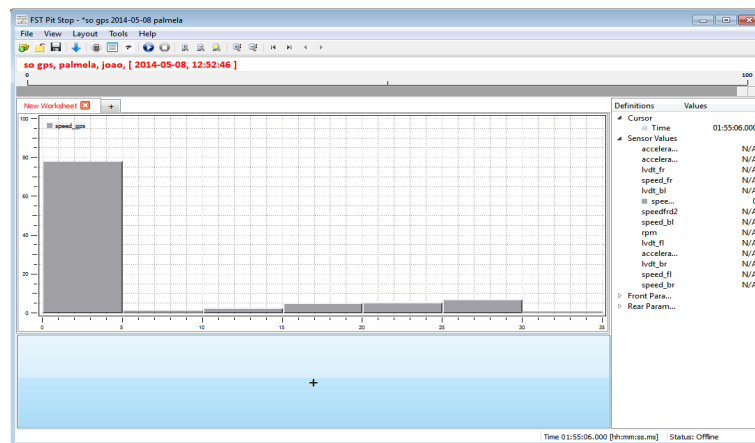 FST Pit Stop - *so gps 2014-05-08 palmela
File View Layout Tools Help
so gps, palmela, joao, [ 2014-05-08, 12:52:46 ]
0 100
New Worksheet +
speed_gps
100
80
60
40
20
0
0 5 10 15 20 25 30 35
+
Definitions Values
Cursor
Time 01:55:06.000
Sensor Values
accelera... N/A
accelera... N/A
lvdt_fr N/A
speed_fr N/A
lvdt_bl N/A
spee... 0
speedfrd2 N/A
speed_bl N/A
rpm N/A
lvdt_fl N/A
accelera... N/A
lvdt_br N/A
speed_fl N/A
speed_br N/A
Front Para...
Rear Param...
Time 01:55:06.000 [hh:mm:ss.ms] Status: Offline